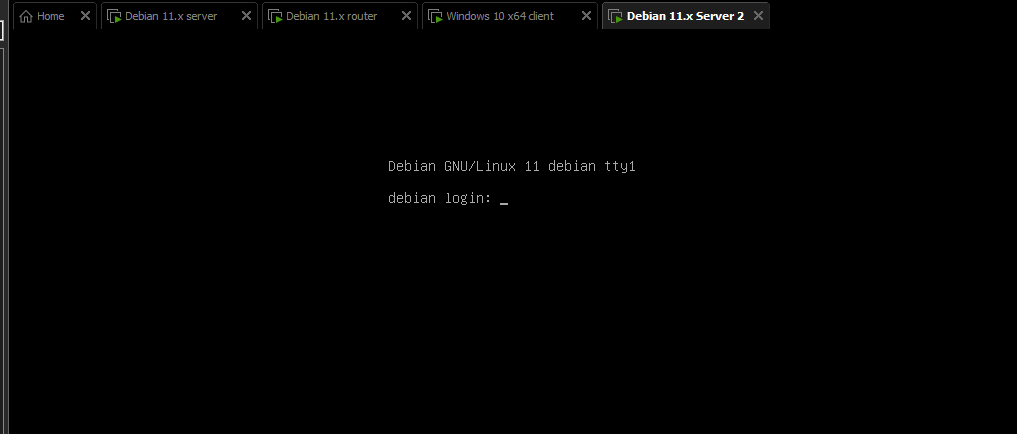 Home
Debian 11.x server
Debian 11.x router
Windows 10 x64 client
Debian 11.x Server 2
Debian GNU/Linux 11 debian tty1
debian login: _